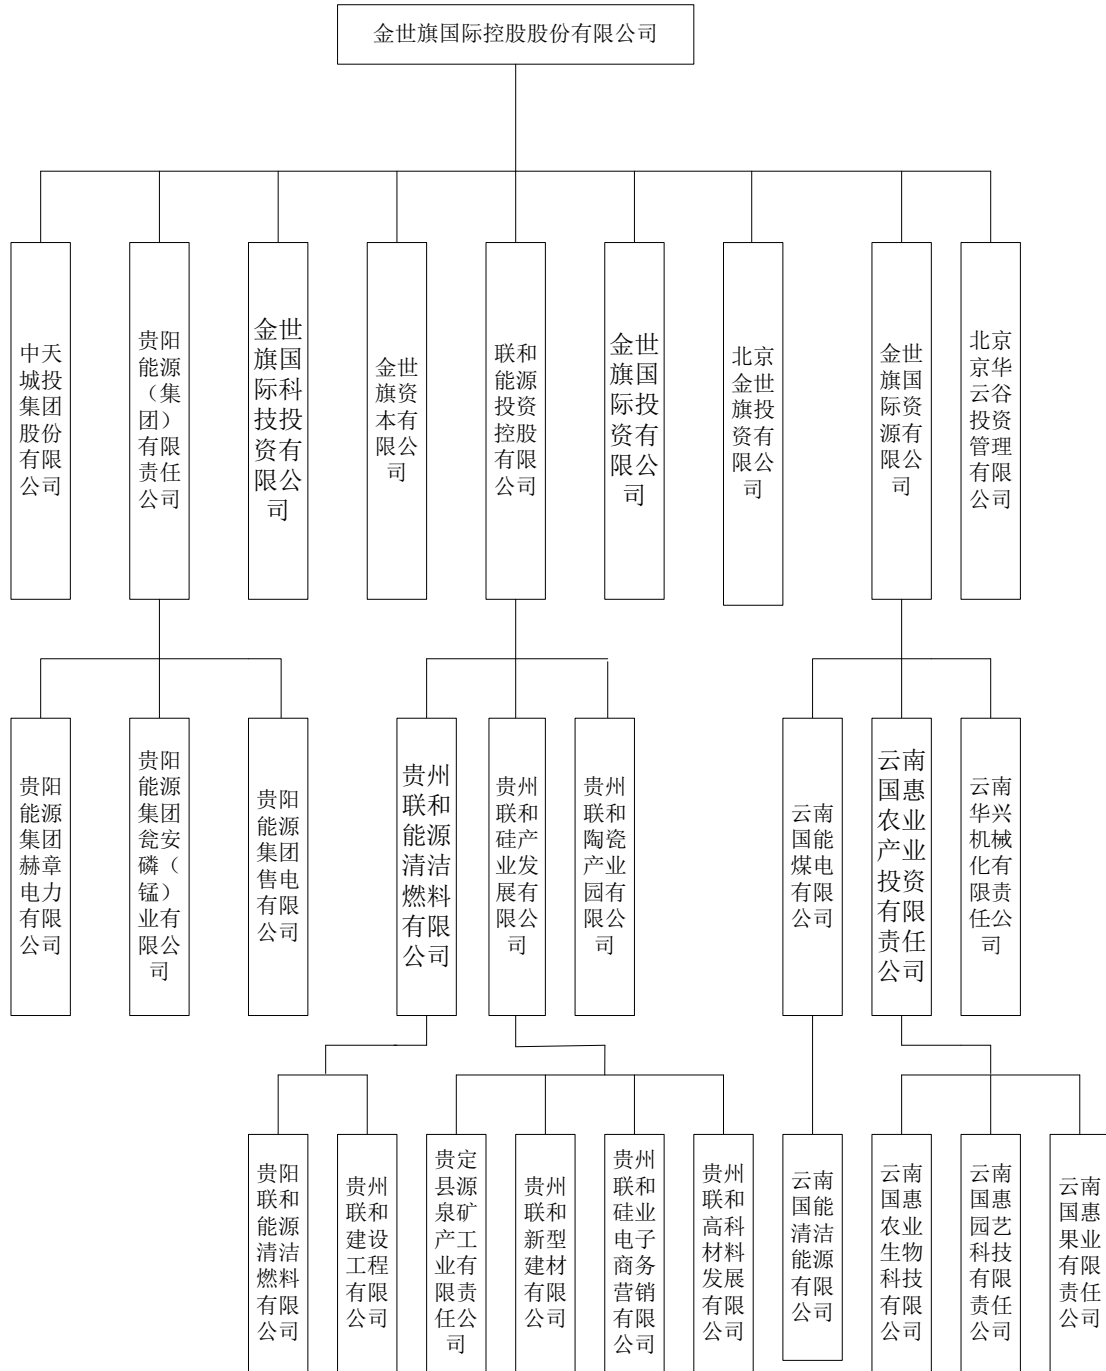 金世旗国际控股股份有限公司
中天
城投
集团
股份
有限
公司
贵阳
能源
（集
团）
有限
责任
公司
金世
旗国
际科
技投
资有
限公
司
金世
旗资
本有
限公
司
联和
能源
投资
控股
有限
公司
金世
旗国
际投
资有
限公
司
北京
金世
旗投
资有
限公
司
金世
旗国
际资
源有
限公
司
北京
京华
云谷
投资
管理
有限
公司
贵阳
能源
集团
赫章
电力
有限
公司
贵阳
能源
集团
瓮安
磷（
锰）
业有
限公
司
贵阳
能源
集团
售电
有限
公司
贵州
联和
能源
清洁
燃料
有限
公司
贵州
联和
硅产
业发
展有
限公
司
贵州
联和
陶瓷
产业
园有
限公
司
云南
国能
煤电
有限
公司
云南
国惠
农业
产业
投资
有限
责任
公司
云南
华兴
机械
化有
限责
任公
司
贵阳
联和
能源
清洁
燃料
有限
公司
贵州
联和
建设
工程
有限
公司
贵定
县源
泉矿
产工
业有
限责
任公
司
贵州
联和
新型
建材
有限
公司
贵州
联和
硅业
电子
商务
营销
有限
公司
贵州
联和
高科
材料
发展
有限
公司
云南
国能
清洁
能源
有限
公司
云南
国惠
农业
生物
科技
有限
公司
云南
国惠
园艺
科技
有限
责任
公司
云南
国惠
果业
有限
责任
公司